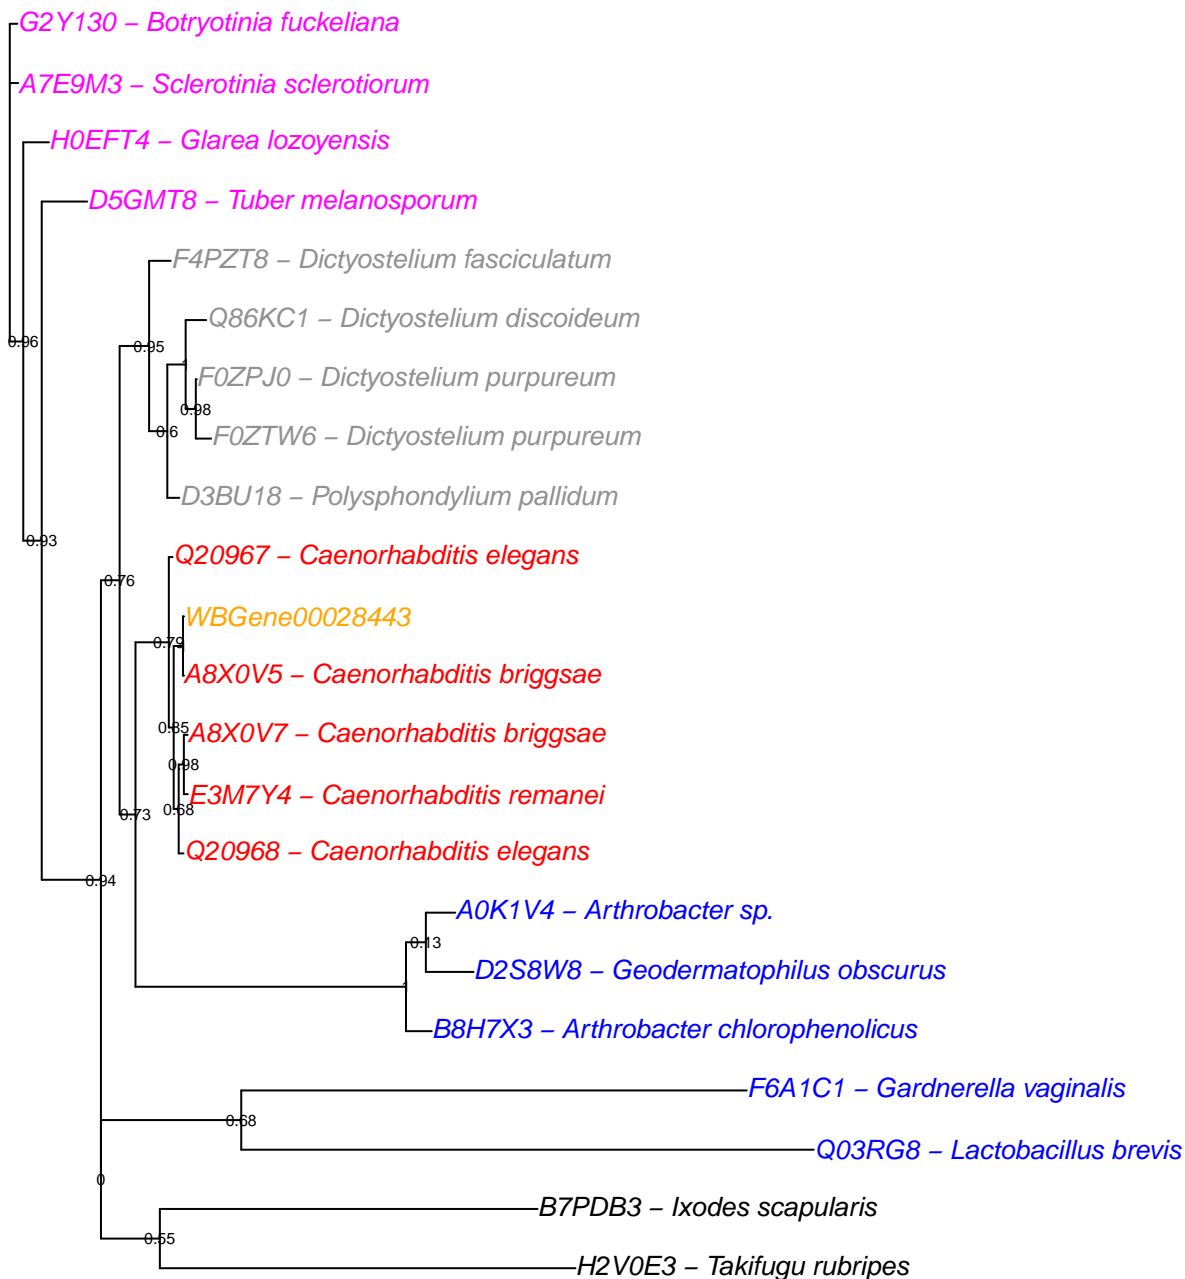 G2Y130 – Botryotinia fuckeliana
A7E9M3 – Sclerotinia sclerotiorum
H0EFT4 – Glarea lozoyensis
D5GMT8 – Tuber melanosporum
F4PZT8 – Dictyostelium fasciculatum
Q86KC1 – Dictyostelium discoideum
0.96
0.95
1
F0ZPJ0 – Dictyostelium purpureum
0.98
0.6
F0ZTW6 – Dictyostelium purpureum
D3BU18 – Polysphondylium pallidum
0.93
Q20967 – Caenorhabditis elegans
0.76
WBGene00028443
0.79
A8X0V5 – Caenorhabditis briggsae
0.85
A8X0V7 – Caenorhabditis briggsae
0.98
E3M7Y4 – Caenorhabditis remanei
0.68
0.73
Q20968 – Caenorhabditis elegans
0.94
A0K1V4 – Arthrobacter sp.
0.13
D2S8W8 – Geodermatophilus obscurus
1
B8H7X3 – Arthrobacter chlorophenolicus
F6A1C1 – Gardnerella vaginalis
0.68
Q03RG8 – Lactobacillus brevis
0
B7PDB3 – Ixodes scapularis
0.55
H2V0E3 – Takifugu rubripes